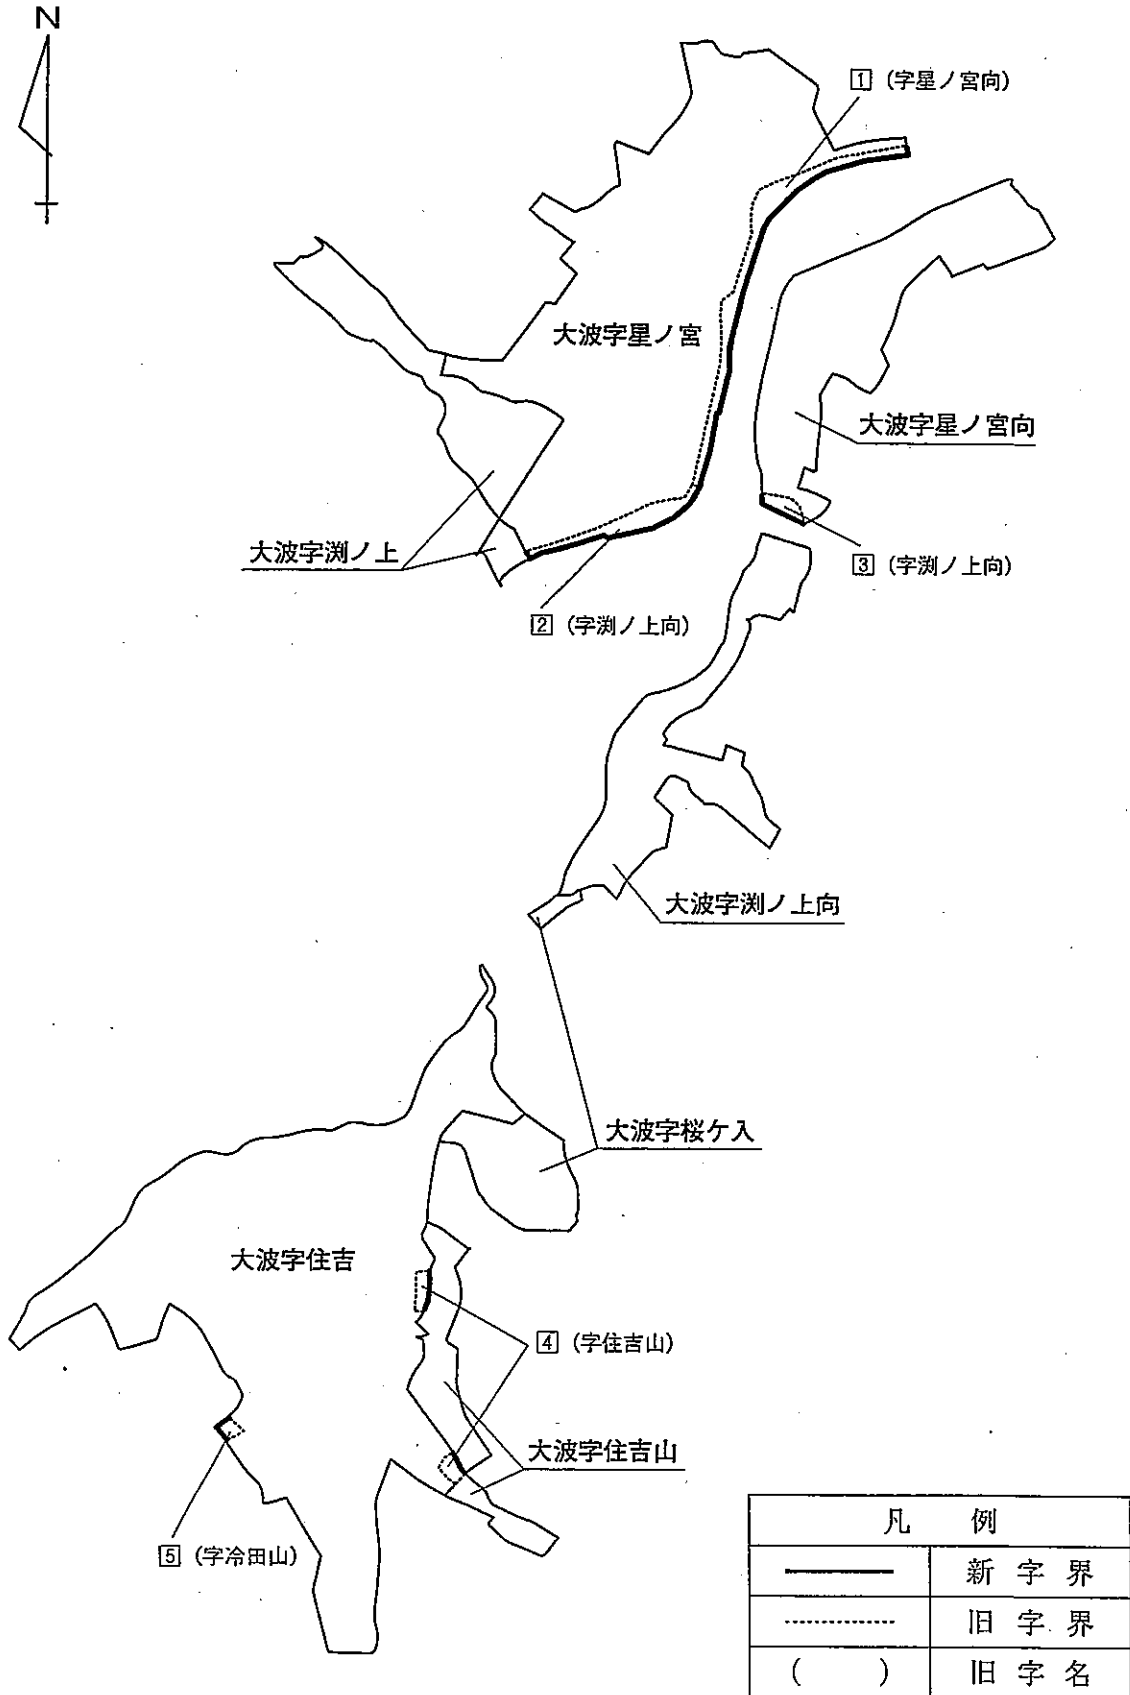 N
1 (字星ノ宮向)
大波字星ノ宮
大波字星ノ宮向
大波字渕ノ上
3 (字渕ノ上向)
2 (字渕ノ上向)
大波字渕ノ上向
大波字桜ケ入
大波字住吉
4 (字住吉山)
大波字住吉山
5 (字冷田山)
凡 例
新 字 界
旧 字 界
( ) 旧 字 名